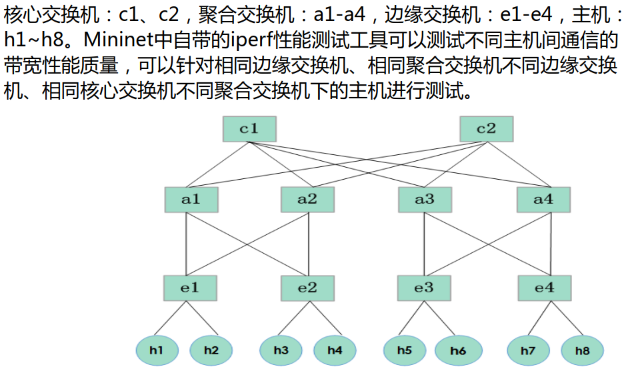 核心交换机：c1、c2，聚合交换机：a1-a4，边缘交换机：e1-e4，主机：
h1~h8。Mininet中自带的iperf性能测试工具可以测试不同主机间通信的
带宽性能质量，可以针对相同边缘交换机、相同聚合交换机不同边缘交换
机、相同核心交换机不同聚合交换机下的主机进行测试。
c1 c2
a1 a2 a3 a4
e1 e2 e3 e4
h1 h2 h3 h4 h5 h6 h7 h8